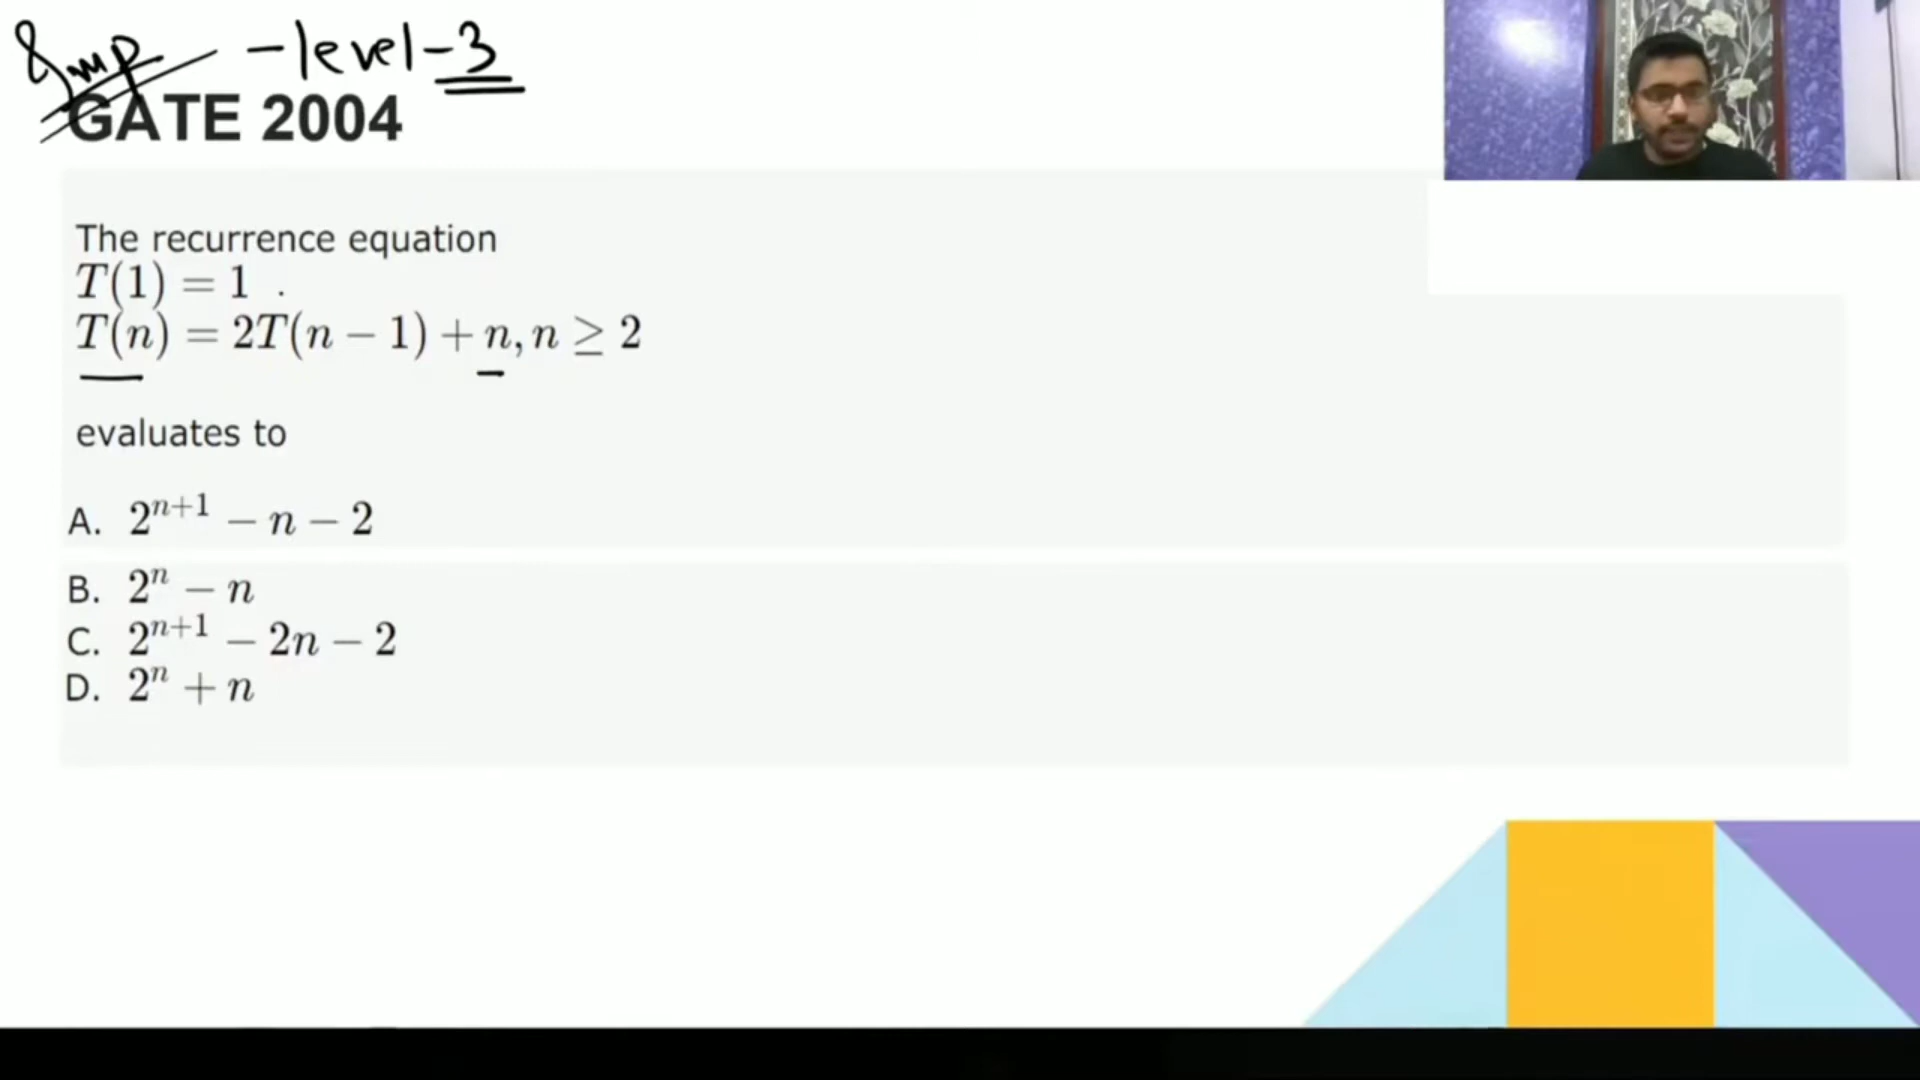 Imp - level-3
GATE 2004
The recurrence equation
T(1) = 1 .
T(n) = 2T(n − 1) + n, n ≥ 2
evaluates to
A. 2^{n+1} − n − 2
B. 2^n − n
C. 2^{n+1} − 2n − 2
D. 2^n + n